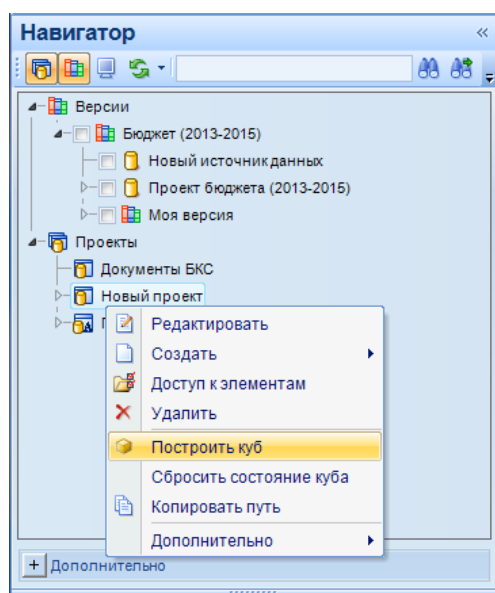 Навигатор
Версии
Бюджет (2013-2015)
Новый источник данных
Проект бюджета (2013-2015)
Моя версия
Проекты
Документы БКС
Новый проект
Редактировать
Создать
Доступ к элементам
Удалить
Построить куб
Сбросить состояние куба
Копировать путь
Дополнительно
Дополнительно